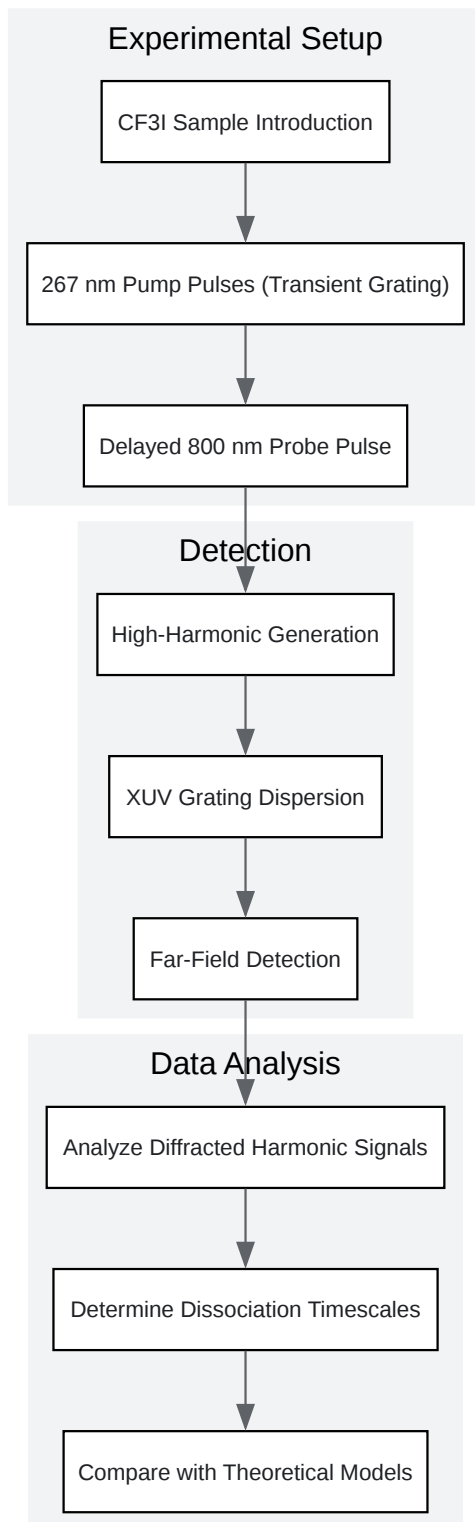 Experimental Setup
CF3I Sample Introduction
267 nm Pump Pulses (Transient Grating)
Delayed 800 nm Probe Pulse
Detection
High-Harmonic Generation
XUV Grating Dispersion
Far-Field Detection
Data Analysis
Analyze Diffracted Harmonic Signals
Determine Dissociation Timescales
Compare with Theoretical Models